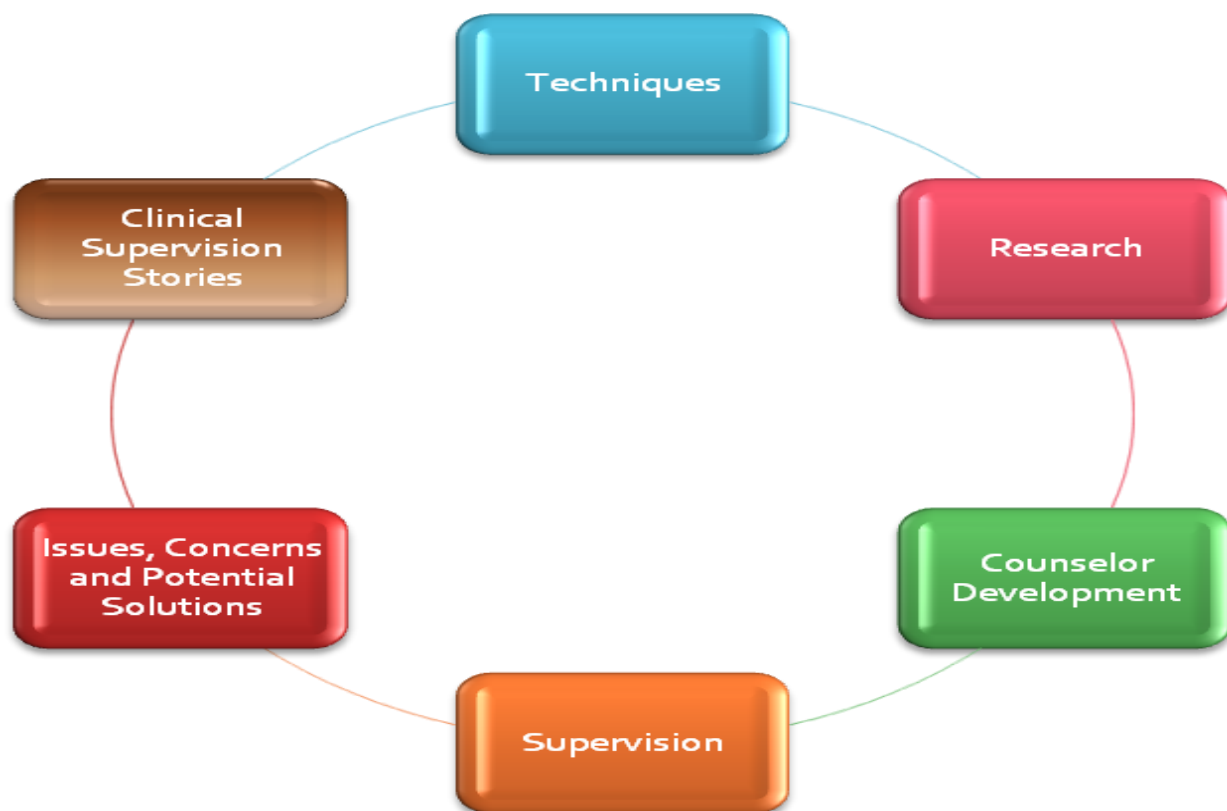 Techniques
Research
Counselor
Development
Supervision
Issues, Concerns
and Potential
Solutions
Clinical
Supervision
Stories